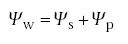 Ψw = Ψs + Ψp